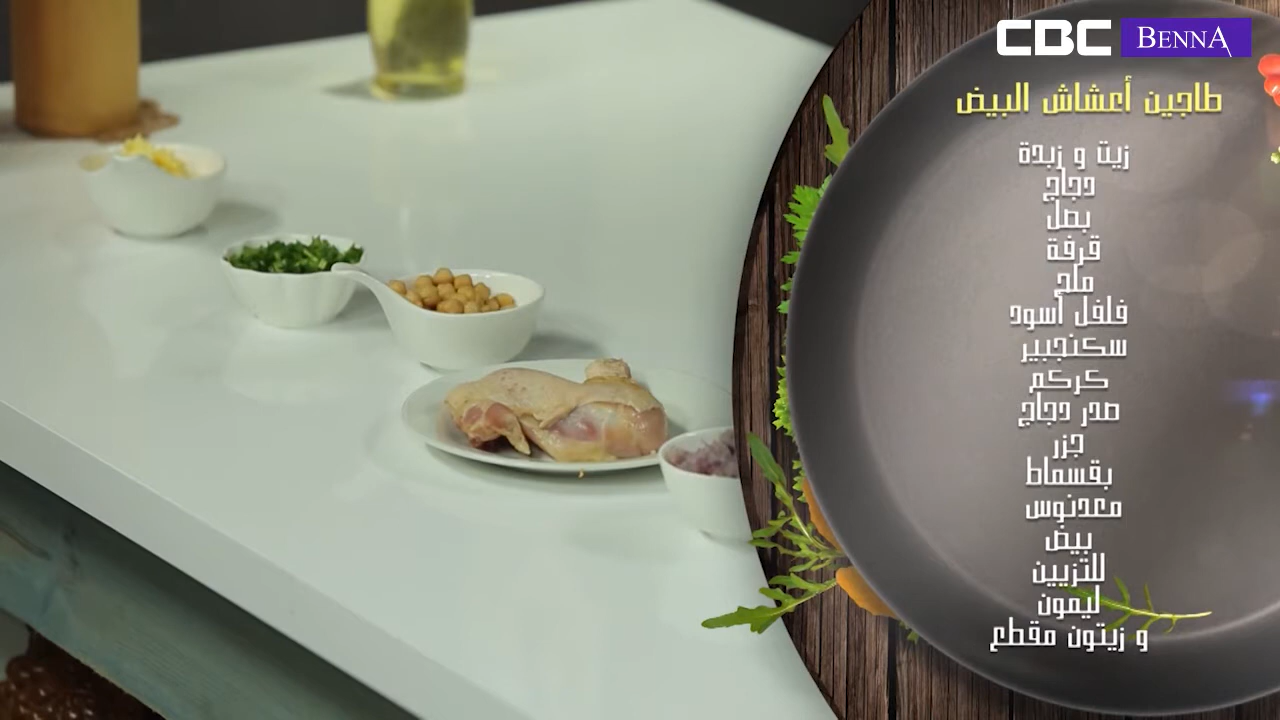 CBC BENNA
طاجين أعشاش البيض
زيت و زبدة
دجاج
بصل
قرفة
ملح
فلفل أسود
سكنجبير
كركم
صدر دجاج
جزر
بقسماط
معدنوس
بيض
للتزيين
ليمون
و زيتون مقطع